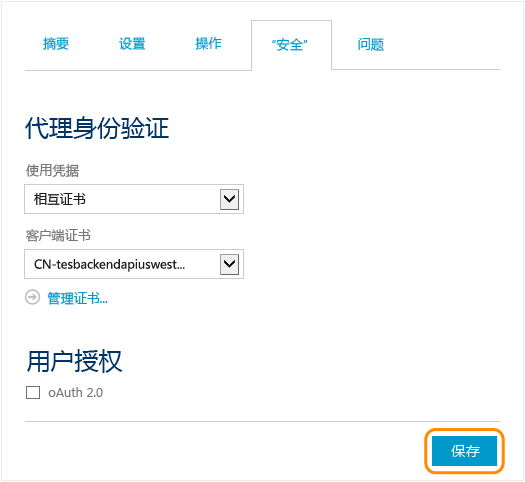 摘要 设置 操作 “安全” 问题
代理身份验证
使用凭据
相互证书
客户端证书
CN-tesbackendapiuswest...
管理证书...
用户授权
oAuth 2.0
保存